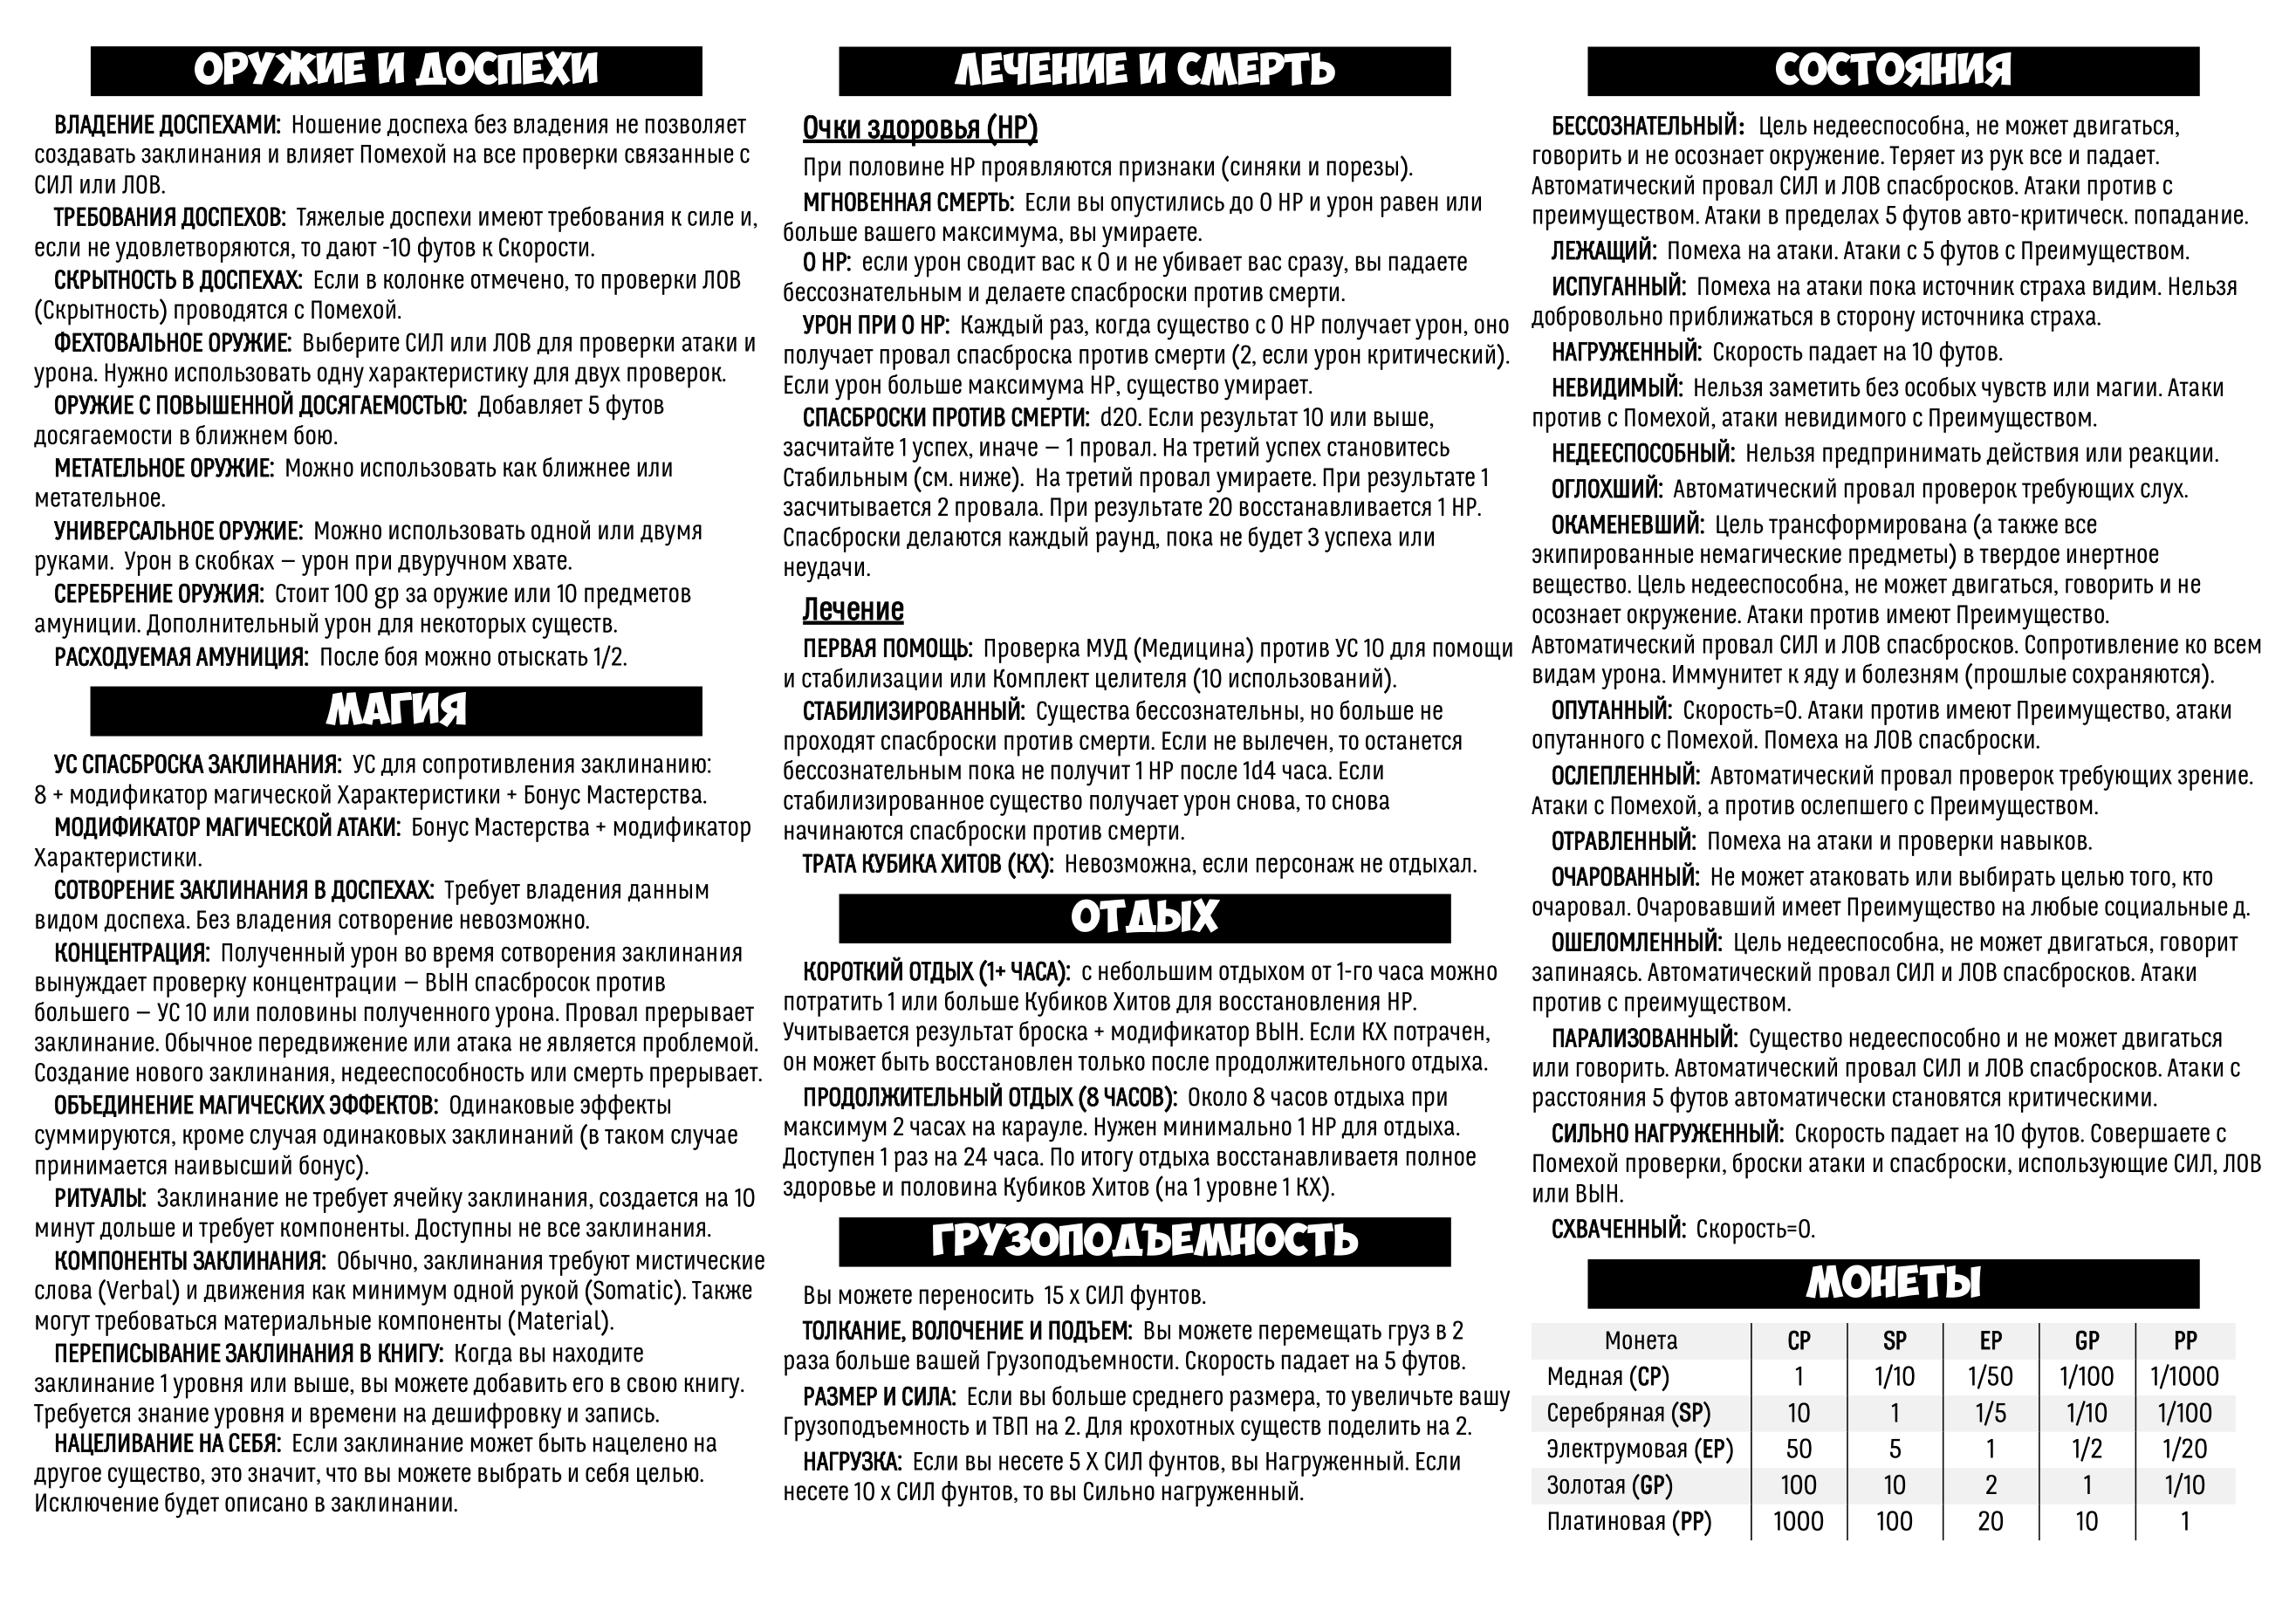 ОРУЖИЕ И ДОСПЕХИ
ВЛАДЕНИЕ ДОСПЕХАМИ: Ношение доспеха без владения не позволяет
создавать заклинания и влияет Помехой на все проверки связанные с
СИЛ или ЛОВ.
ТРЕБОВАНИЯ ДОСПЕХОВ: Тяжелые доспехи имеют требования к силе и,
если не удовлетворяются, то дают -10 футов к Скорости.
СКРЫТНОСТЬ В ДОСПЕХАХ: Если в колонке отмечено, то проверки ЛОВ
(Скрытность) проводятся с Помехой.
ФЕХТОВАЛЬНОЕ ОРУЖИЕ: Выберите СИЛ или ЛОВ для проверки атаки и
урона. Нужно использовать одну характеристику для двух проверок.
ОРУЖИЕ С ПОВЫШЕННОЙ ДОСЯГАЕМОСТЬЮ: Добавляет 5 футов
досягаемости в ближнем бою.
МЕТАТЕЛЬНОЕ ОРУЖИЕ: Можно использовать как ближнее или
метательное.
УНИВЕРСАЛЬНОЕ ОРУЖИЕ: Можно использовать одной или двумя
руками. Урон в скобках — урон при двуручном хвате.
СЕРЕБРЕНИЕ ОРУЖИЯ: Стоит 100 gp за оружие или 10 предметов
амуниции. Дополнительный урон для некоторых существ.
РАСХОДУЕМАЯ АМУНИЦИЯ: После боя можно отыскать 1/2.
МАГИЯ
УС СПАСБРОСКА ЗАКЛИНАНИЯ: УС для сопротивления заклинанию:
8 + модификатор магической Характеристики + Бонус Мастерства.
МОДИФИКАТОР МАГИЧЕСКОЙ АТАКИ: Бонус Мастерства + модификатор
Характеристики.
СОТВОРЕНИЕ ЗАКЛИНАНИЯ В ДОСПЕХАХ: Требует владения данным
видом доспеха. Без владения сотворение невозможно.
КОНЦЕНТРАЦИЯ: Полученный урон во время сотворения заклинания
вынуждает проверку концентрации — ВЫН спасбросок против
большего — УС 10 или половины полученного урона. Провал прерывает
заклинание. Обычное передвижение или атака не является проблемой.
Создание нового заклинания, недееспособность или смерть прерывает.
ОБЪЕДИНЕНИЕ МАГИЧЕСКИХ ЭФФЕКТОВ: Одинаковые эффекты
суммируются, кроме случая одинаковых заклинаний (в таком случае
принимается наивысший бонус).
РИТУАЛЫ: Заклинание не требует ячейку заклинания, создается на 10
минут дольше и требует компоненты. Доступны не все заклинания.
КОМПОНЕНТЫ ЗАКЛИНАНИЯ: Обычно, заклинания требуют мистические
слова (Verbal) и движения как минимум одной рукой (Somatic). Также
могут требоваться материальные компоненты (Material).
ПЕРЕПИСЫВАНИЕ ЗАКЛИНАНИЯ В КНИГУ: Когда вы находите
заклинание 1 уровня или выше, вы можете добавить его в свою книгу.
Требуется знание уровня и времени на дешифровку и запись.
НАЦЕЛИВАНИЕ НА СЕБЯ: Если заклинание может быть нацелено на
другое существо, это значит, что вы можете выбрать и себя целью.
Исключение будет описано в заклинании.
ЛЕЧЕНИЕ И СМЕРТЬ
Очки здоровья (HP)
При половине HP проявляются признаки (синяки и порезы).
МГНОВЕННАЯ СМЕРТЬ: Если вы опустились до 0 HP и урон равен или
больше вашего максимума, вы умираете.
0 HP: если урон сводит вас к 0 и не убивает вас сразу, вы падаете
бессознательным и делаете спасброски против смерти.
УРОН ПРИ 0 HP: Каждый раз, когда существо с 0 HP получает урон, оно
получает провал спасброска против смерти (2, если урон критический).
Если урон больше максимума HP, существо умирает.
СПАСБРОСКИ ПРОТИВ СМЕРТИ: d20. Если результат 10 или выше,
засчитайте 1 успех, иначе — 1 провал. На третий успех становитесь
Стабильным (см. ниже). На третий провал умираете. При результате 1
засчитывается 2 провала. При результате 20 восстанавливается 1 HP.
Спасброски делаются каждый раунд, пока не будет 3 успеха или
неудачи.
Лечение
ПЕРВАЯ ПОМОЩЬ: Проверка МУД (Медицина) против УС 10 для помощи
и стабилизации или Комплект целителя (10 использований).
СТАБИЛИЗИРОВАННЫЙ: Существа бессознательны, но больше не
проходят спасброски против смерти. Если не вылечен, то останется
бессознательным пока не получит 1 HP после 1d4 часа. Если
стабилизированное существо получает урон снова, то снова
начинаются спасброски против смерти.
ТРАТА КУБИКА ХИТОВ (КХ): Невозможна, если персонаж не отдыхал.
ОТДЫХ
КОРОТКИЙ ОТДЫХ (1+ ЧАСА): с небольшим отдыхом от 1-го часа можно
потратить 1 или больше Кубиков Хитов для восстановления HP.
Учитывается результат броска + модификатор ВЫН. Если КХ потрачен,
он может быть восстановлен только после продолжительного отдыха.
ПРОДОЛЖИТЕЛЬНЫЙ ОТДЫХ (8 ЧАСОВ): Около 8 часов отдыха при
максимум 2 часах на карауле. Нужен минимально 1 HP для отдыха.
Доступен 1 раз на 24 часа. По итогу отдыха восстанавливаетя полное
здоровье и половина Кубиков Хитов (на 1 уровне 1 КХ).
ГРУЗОПОДЪЕМНОСТЬ
Вы можете переносить 15 х СИЛ фунтов.
ТОЛКАНИЕ, ВОЛОЧЕНИЕ И ПОДЪЕМ: Вы можете перемещать груз в 2
раза больше вашей Грузоподъемности. Скорость падает на 5 футов.
РАЗМЕР И СИЛА: Если вы больше среднего размера, то увеличьте вашу
Грузоподъемность и ТВП на 2. Для крохотных существ поделить на 2.
НАГРУЗКА: Если вы несете 5 Х СИЛ фунтов, вы Нагруженный. Если
несете 10 х СИЛ фунтов, то вы Сильно нагруженный.
СОСТОЯНИЯ
БЕССОЗНАТЕЛЬНЫЙ: Цель недееспособна, не может двигаться,
говорить и не осознает окружение. Теряет из рук все и падает.
Автоматический провал СИЛ и ЛОВ спасбросков. Атаки против с
преимуществом. Атаки в пределах 5 футов авто-критическ. попадание.
ЛЕЖАЩИЙ: Помеха на атаки. Атаки с 5 футов с Преимуществом.
ИСПУГАННЫЙ: Помеха на атаки пока источник страха видим. Нельзя
добровольно приближаться в сторону источника страха.
НАГРУЖЕННЫЙ: Скорость падает на 10 футов.
НЕВИДИМЫЙ: Нельзя заметить без особых чувств или магии. Атаки
против с Помехой, атаки невидимого с Преимуществом.
НЕДЕЕСПОСОБНЫЙ: Нельзя предпринимать действия или реакции.
ОГЛОХШИЙ: Автоматический провал проверок требующих слух.
ОКАМЕНЕВШИЙ: Цель трансформирована (а также все
экипированные немагические предметы) в твердое инертное
вещество. Цель недееспособна, не может двигаться, говорить и не
осознает окружение. Атаки против имеют Преимущество.
Автоматический провал СИЛ и ЛОВ спасбросков. Сопротивление ко всем
видам урона. Иммунитет к яду и болезням (прошлые сохраняются).
ОПУТАННЫЙ: Скорость=0. Атаки против имеют Преимущество, атаки
опутанного с Помехой. Помеха на ЛОВ спасброски.
ОСЛЕПЛЕННЫЙ: Автоматический провал проверок требующих зрение.
Атаки с Помехой, а против ослепшего с Преимуществом.
ОТРАВЛЕННЫЙ: Помеха на атаки и проверки навыков.
ОЧАРОВАННЫЙ: Не может атаковать или выбирать целью того, кто
очаровал. Очаровавший имеет Преимущество на любые социальные д.
ОШЕЛОМЛЕННЫЙ: Цель недееспособна, не может двигаться, говорит
запинаясь. Автоматический провал СИЛ и ЛОВ спасбросков. Атаки
против с преимуществом.
ПАРАЛИЗОВАННЫЙ: Существо недееспособно и не может двигаться
или говорить. Автоматический провал СИЛ и ЛОВ спасбросков. Атаки с
расстояния 5 футов автоматически становятся критическими.
СИЛЬНО НАГРУЖЕННЫЙ: Скорость падает на 10 футов. Совершаете с
Помехой проверки, броски атаки и спасброски, использующие СИЛ, ЛОВ
или ВЫН.
СХВАЧЕННЫЙ: Скорость=0.
МОНЕТЫ
Монета CP SP EP GP PP
Медная (CP) 1 1/10 1/50 1/100 1/1000
Серебряная (SP) 10 1 1/5 1/10 1/100
Электрумовая (EP) 50 5 1 1/2 1/20
Золотая (GP) 100 10 2 1 1/10
Платиновая (PP) 1000 100 20 10 1